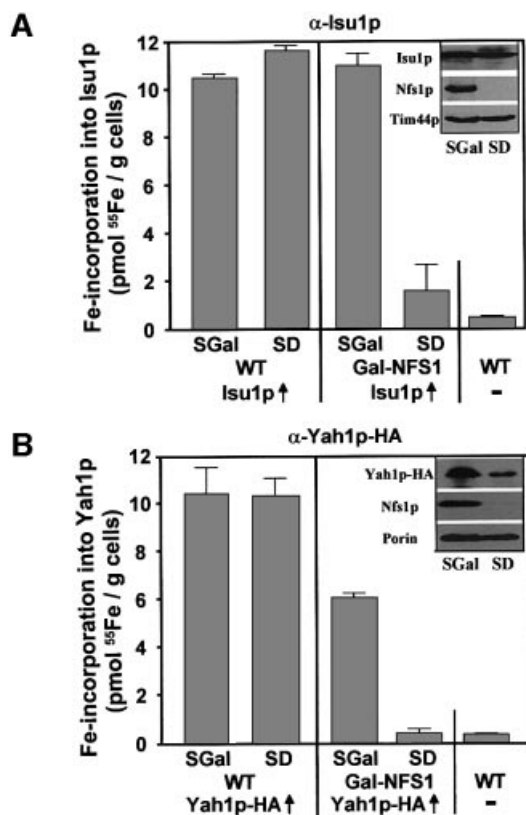 A
α-Isu1p
Fe-incorporation into Isu1p
(pmol ⁵⁵Fe / g cells)
12
10
8
6
4
2
0
Isu1p
Nfs1p
Tim44p
SGal SD
SGal SD SGal SD
WT Gal-NFS1 WT
Isu1p↑ Isu1p↑ -
B
α-Yah1p-HA
Fe-incorporation into Yah1p
(pmol ⁵⁵Fe / g cells)
12
10
8
6
4
2
0
Yah1p-HA
Nfs1p
Porin
SGal SD
SGal SD SGal SD
WT Gal-NFS1 WT
Yah1p-HA↑ Yah1p-HA↑ -